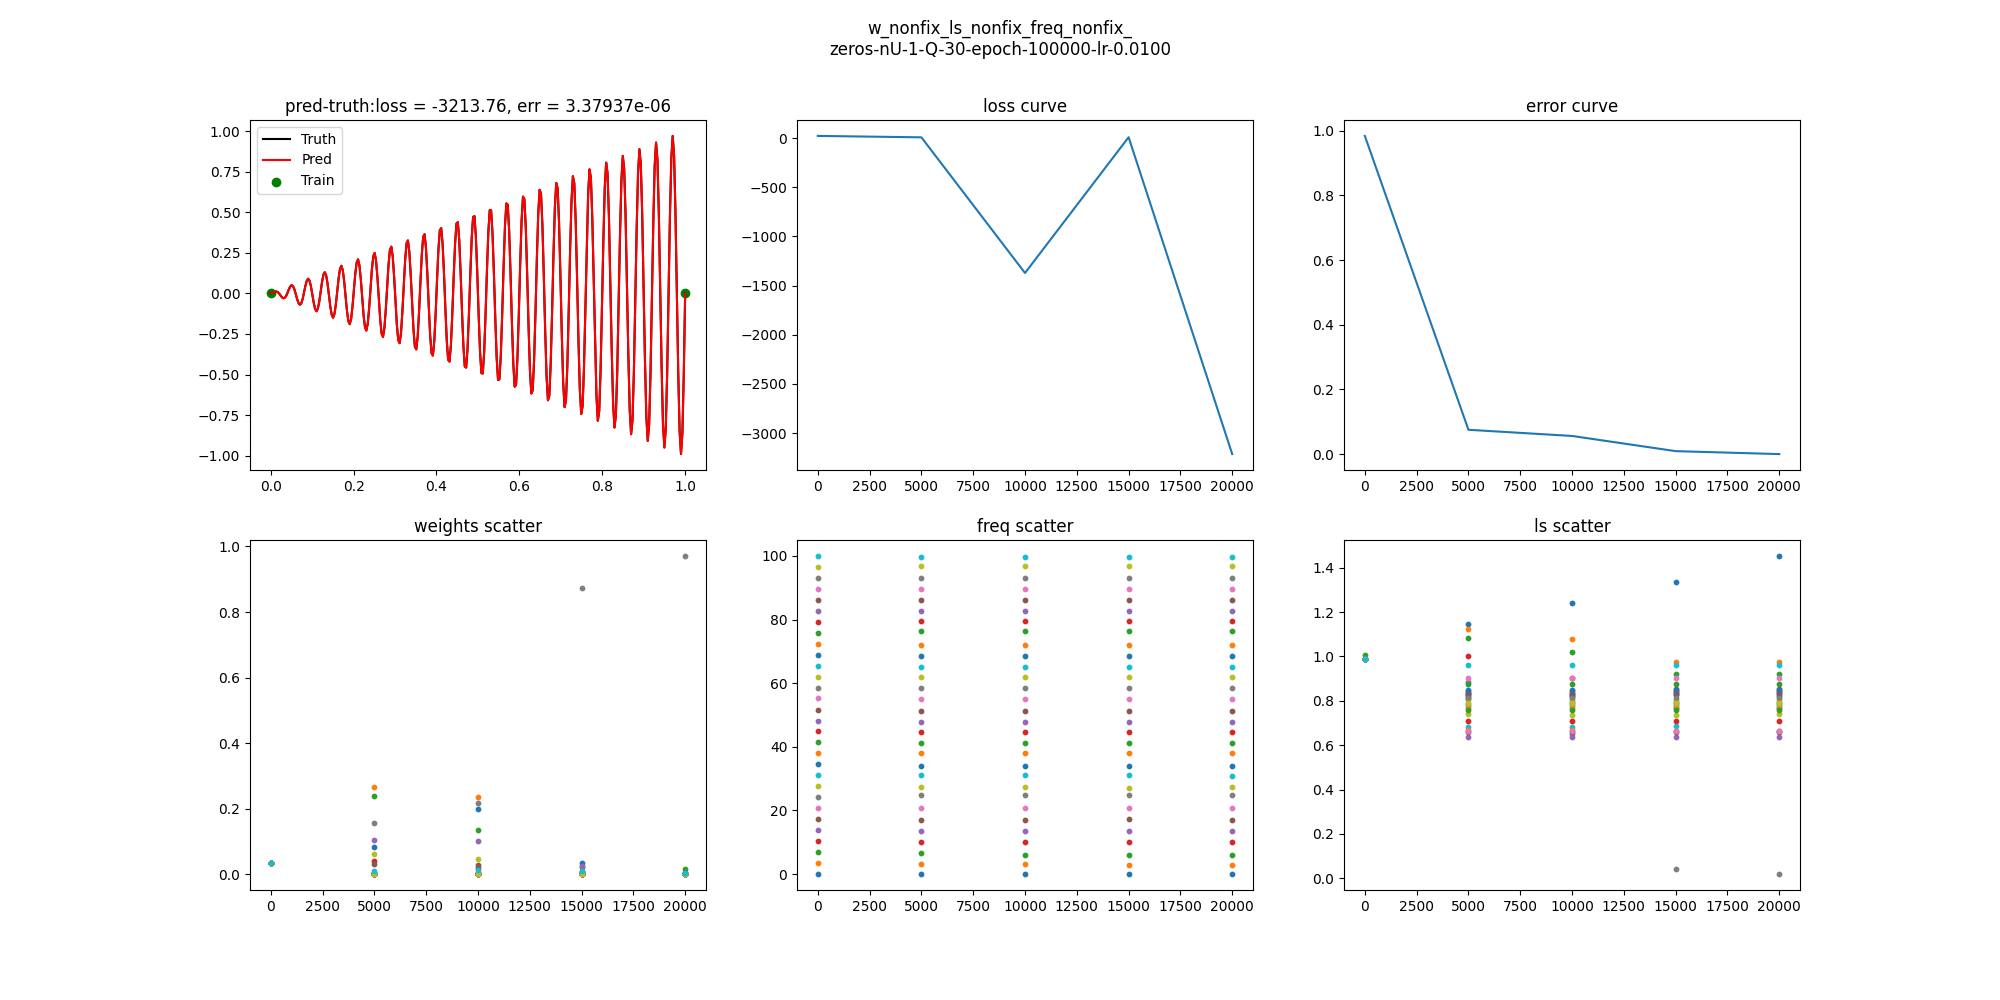 w_nonfix_ls_nonfix_freq_nonfix_
zeros-nU-1-Q-30-epoch-100000-lr-0.0100
pred-truth:loss = -3213.76, err = 3.37937e-06
Truth
Pred
Train
1.00
0.75
0.50
0.25
0.00
−0.25
−0.50
−0.75
−1.00
0.0 0.2 0.4 0.6 0.8 1.0
loss curve
0
−500
−1000
−1500
−2000
−2500
−3000
0 2500 5000 7500 10000 12500 15000 17500 20000
error curve
1.0
0.8
0.6
0.4
0.2
0.0
0 2500 5000 7500 10000 12500 15000 17500 20000
weights scatter
1.0
0.8
0.6
0.4
0.2
0.0
0 2500 5000 7500 10000 12500 15000 17500 20000
freq scatter
100
80
60
40
20
0
0 2500 5000 7500 10000 12500 15000 17500 20000
ls scatter
1.4
1.2
1.0
0.8
0.6
0.4
0.2
0.0
0 2500 5000 7500 10000 12500 15000 17500 20000